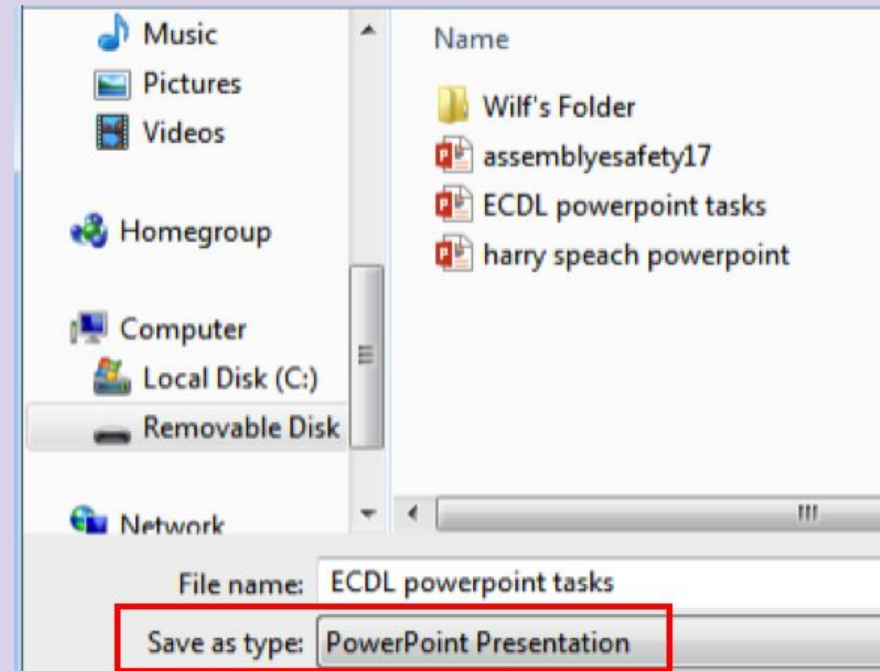 Music
Pictures
Videos
Homegroup
Computer
Local Disk (C:)
Removable Disk
Network
Name
Wilf's Folder
assemblyesafety17
ECDL powerpoint tasks
harry speach powerpoint
File name: ECDL powerpoint tasks
Save as type: PowerPoint Presentation